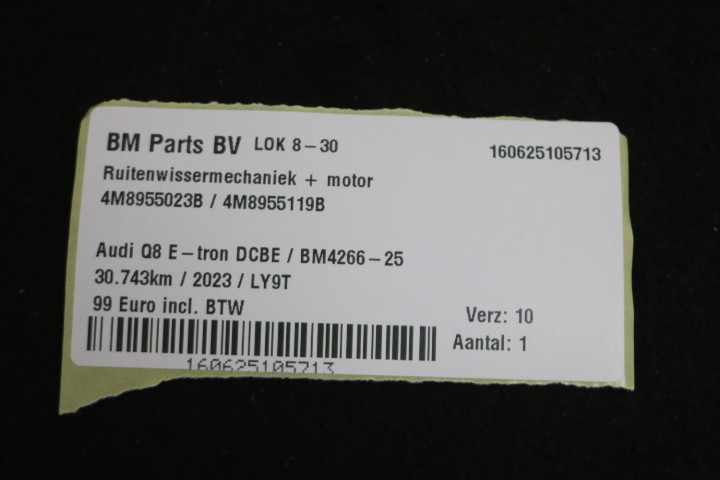 BM Parts BV LOK 8-30 160625105713
Ruitenwissermechaniek + motor
4M8955023B / 4M8955119B
Audi Q8 E-tron DCBE / BM4266-25
30.743km / 2023 / LY9T
99 Euro incl. BTW
Verz: 10
Aantal: 1
160625105713